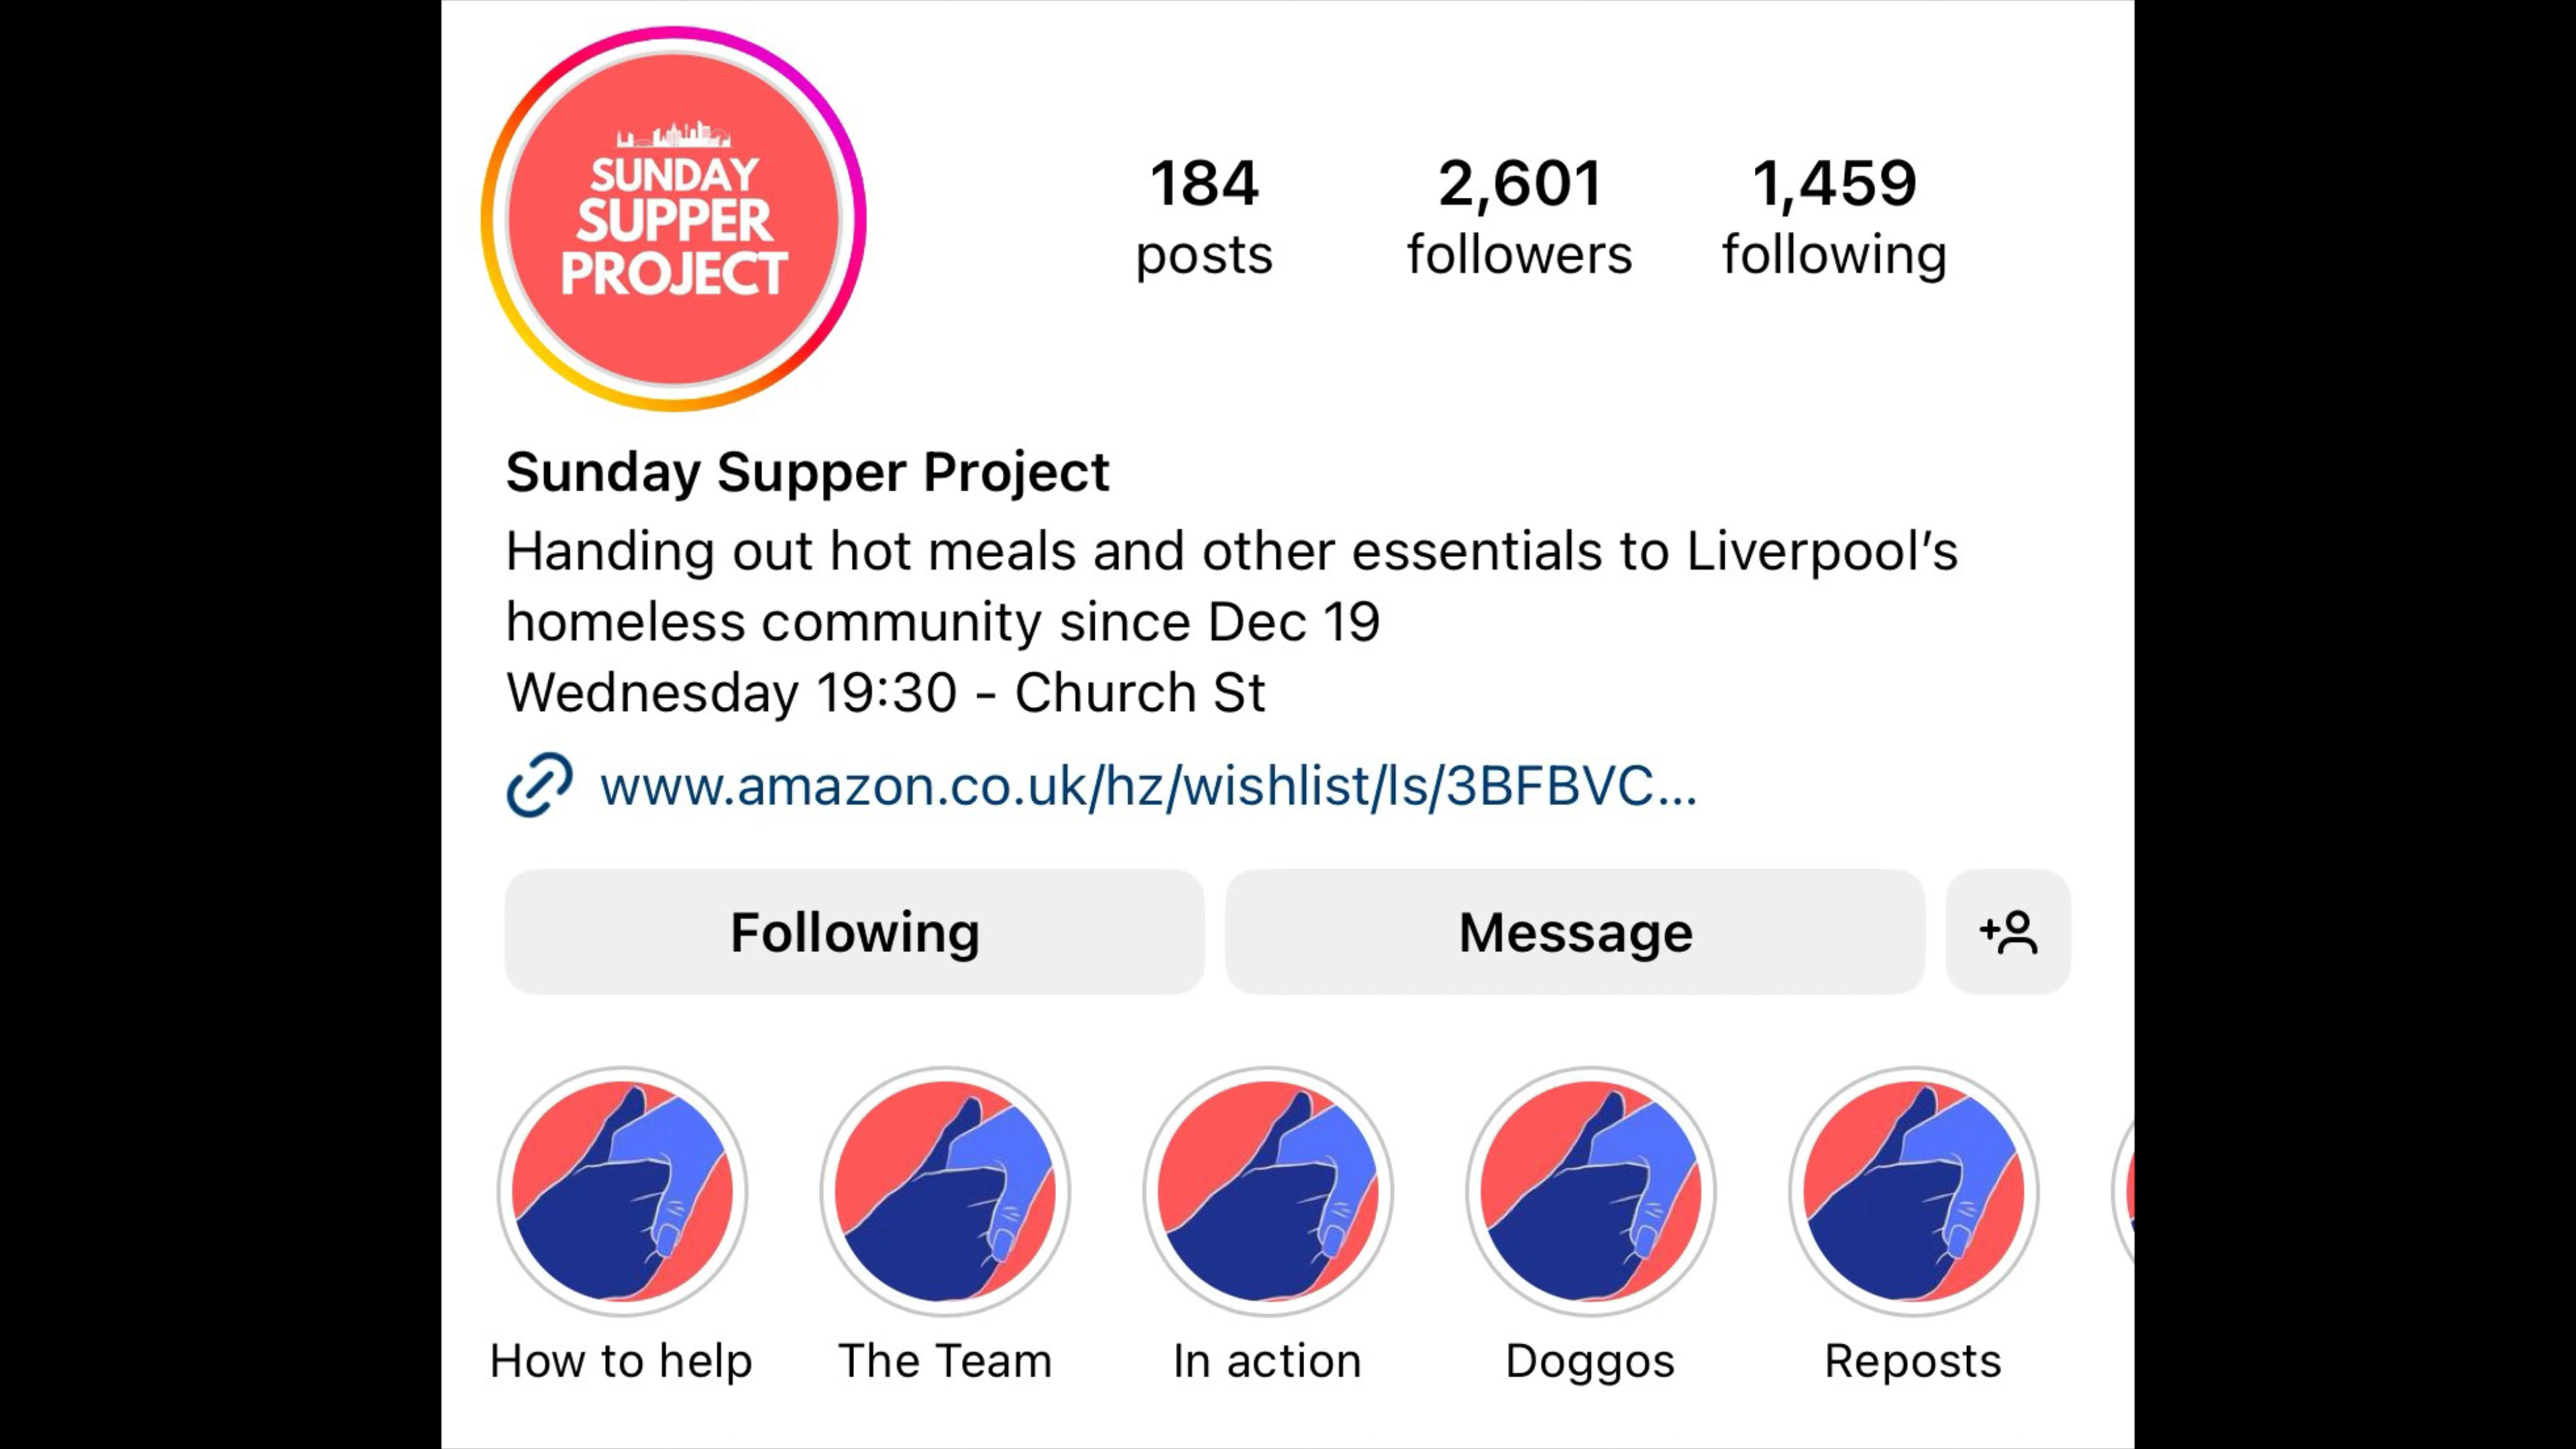 SUNDAY
SUPPER
PROJECT
184
posts
2,601
followers
1,459
following
Sunday Supper Project
Handing out hot meals and other essentials to Liverpool’s
homeless community since Dec 19
Wednesday 19:30 - Church St
www.amazon.co.uk/hz/wishlist/ls/3BFBVC...
Following
Message
How to help
The Team
In action
Doggos
Reposts